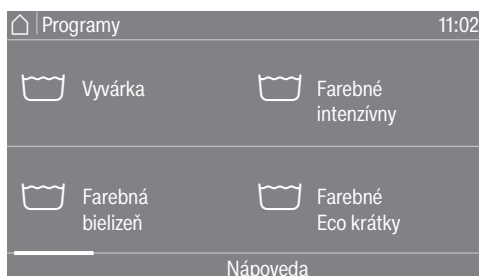 Programy 11:02
Vyvárka
Farebné
intenzívny
Farebná
bielizeň
Farebné
Eco krátky
Nápoveda